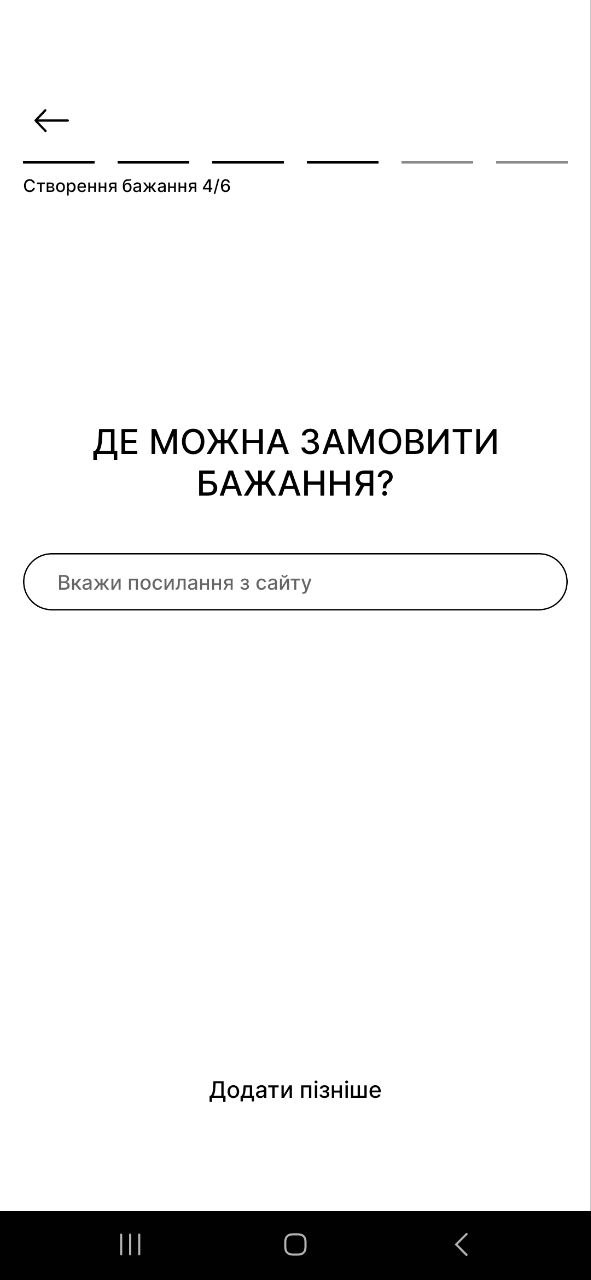 Створення бажання 4/6
ДЕ МОЖНА ЗАМОВИТИ
БАЖАННЯ?
Вкажи посилання з сайту
Додати пізніше